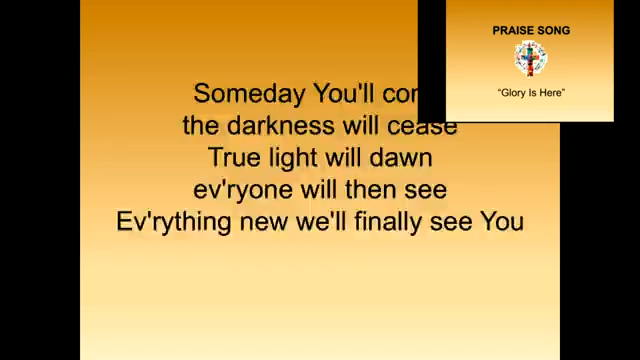 Someday You'll
the darkness will cease
True light will dawn
ev'ryone will then see
Ev'rything new we'll finally see You
PRAISE SONG
“Glory Is Here”